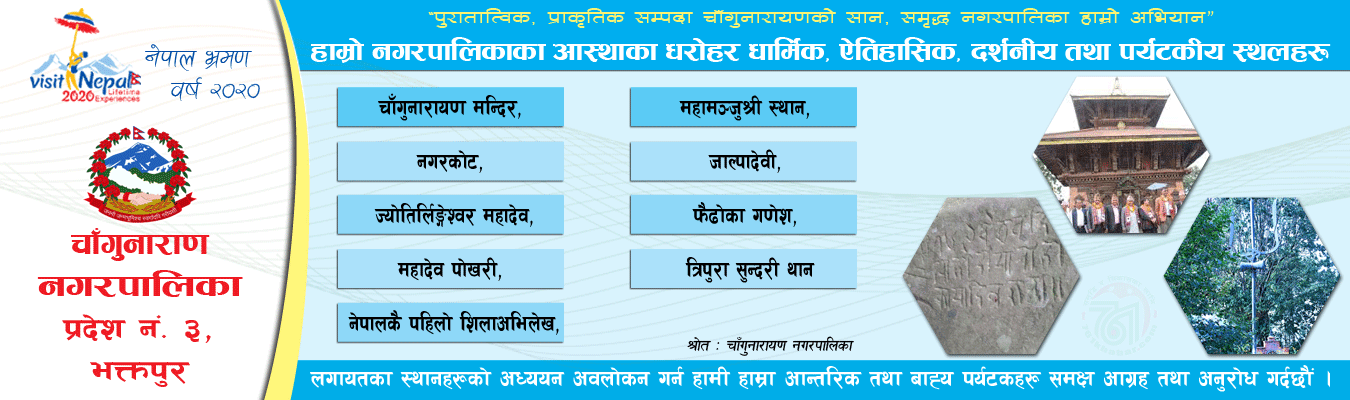 visit Nepal
Lifetime
2020 Experiences
नेपाल भ्रमण
वर्ष २०२०
चाँगुनाराण
नगरपालिका
प्रदेश नं. ३,
भक्तपुर
“पुरातात्विक, प्राकृतिक सम्पदा चाँगुनारायणको सान, समृद्ध नगरपालिका हाम्रो अभियान”
हाम्रो नगरपालिकाका आस्थाका धरोहर धार्मिक, ऐतिहासिक, दर्शनीय तथा पर्यटकीय स्थलहरू
चाँगुनारायण मन्दिर,
नगरकोट,
ज्योतिर्लिङ्गेश्वर महादेव,
महादेव पोखरी,
नेपालकै पहिलो शिलाअभिलेख,
महामञ्जुश्री स्थान,
जाल्पादेवी,
फैढोका गणेश,
त्रिपुरा सुन्दरी थान
श्रोत : चाँगुनारायण नगरपालिका
लगायतका स्थानहरूको अध्ययन अवलोकन गर्न हामी हाम्रा आन्तरिक तथा बाह्य पर्यटकहरू समक्ष आग्रह तथा अनुरोध गर्दछौं ।